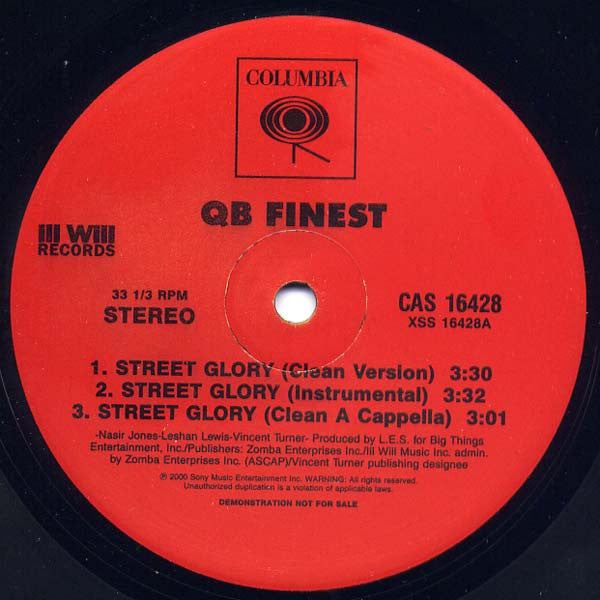 COLUMBIA
QB FINEST
Ill Will
RECORDS
33 1/3 RPM
STEREO
CAS 16428
XSS 16428A
1. STREET GLORY (Clean Version) 3:30
2. STREET GLORY (Instrumental) 3:32
3. STREET GLORY (Clean A Cappella) 3:01
-Nasir Jones-Leshan Lewis-Vincent Turner- Produced by L.E.S. for Big Things
Entertainment, Inc./Publishers: Zomba Enterprises Inc./Ill Will Music Inc. admin.
by Zomba Enterprises Inc. (ASCAP)/Vincent Turner publishing designee
℗ 2000 Sony Music Entertainment Inc. WARNING: All rights reserved.
Unauthorized duplication is a violation of applicable laws.
DEMONSTRATION NOT FOR SALE